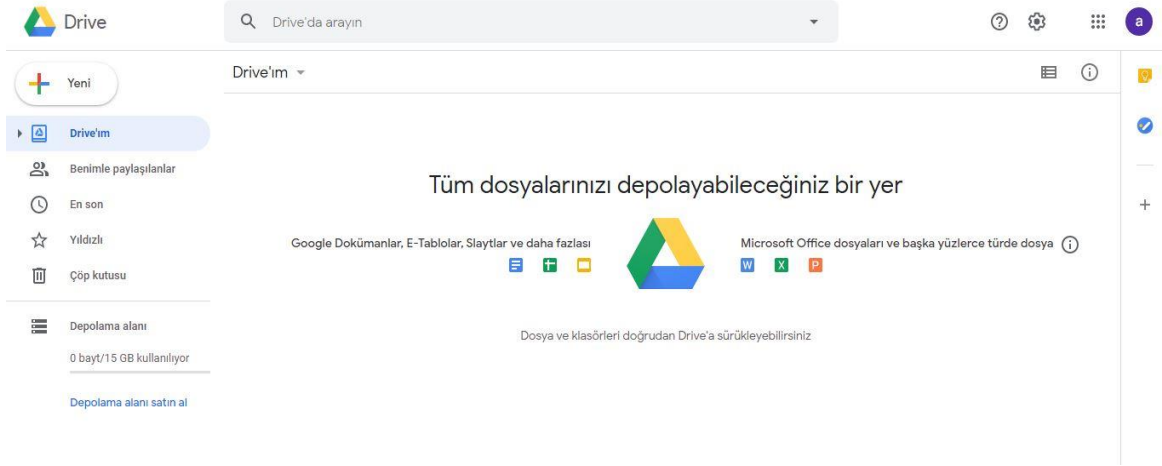 Drive
Drive'da arayın
a
Yeni
Drive'ım
Drive'ım
Benimle paylaşılanlar
En son
Yıldızlı
Çöp kutusu
Depolama alanı
0 bayt/15 GB kullanılıyor
Depolama alanı satın al
Tüm dosyalarınızı depolayabileceğiniz bir yer
Google Dokümanlar, E-Tablolar, Slaytlar ve daha fazlası
Microsoft Office dosyaları ve başka yüzlerce türde dosya
W X P
Dosya ve klasörleri doğrudan Drive'a sürükleyebilirsiniz